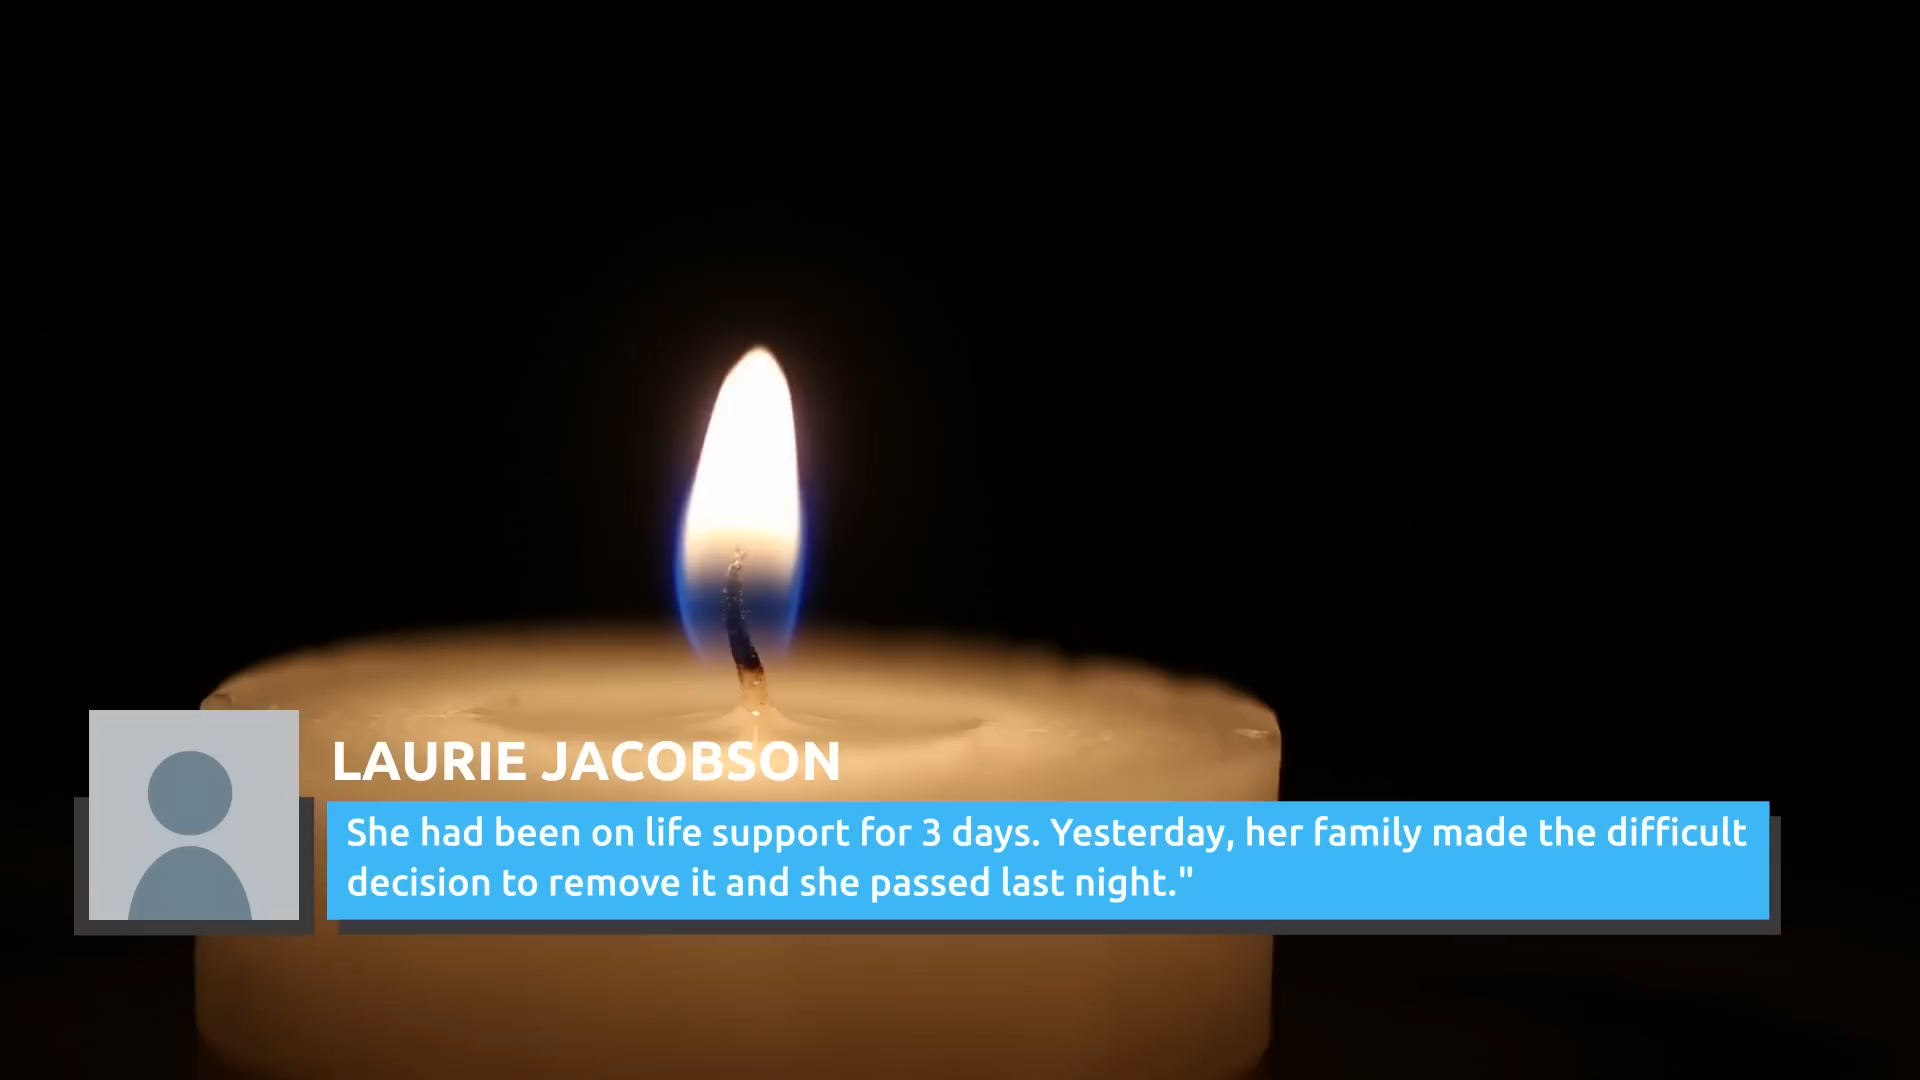 LAURIE JACOBSON
She had been on life support for 3 days. Yesterday, her family made the difficult
decision to remove it and she passed last night."